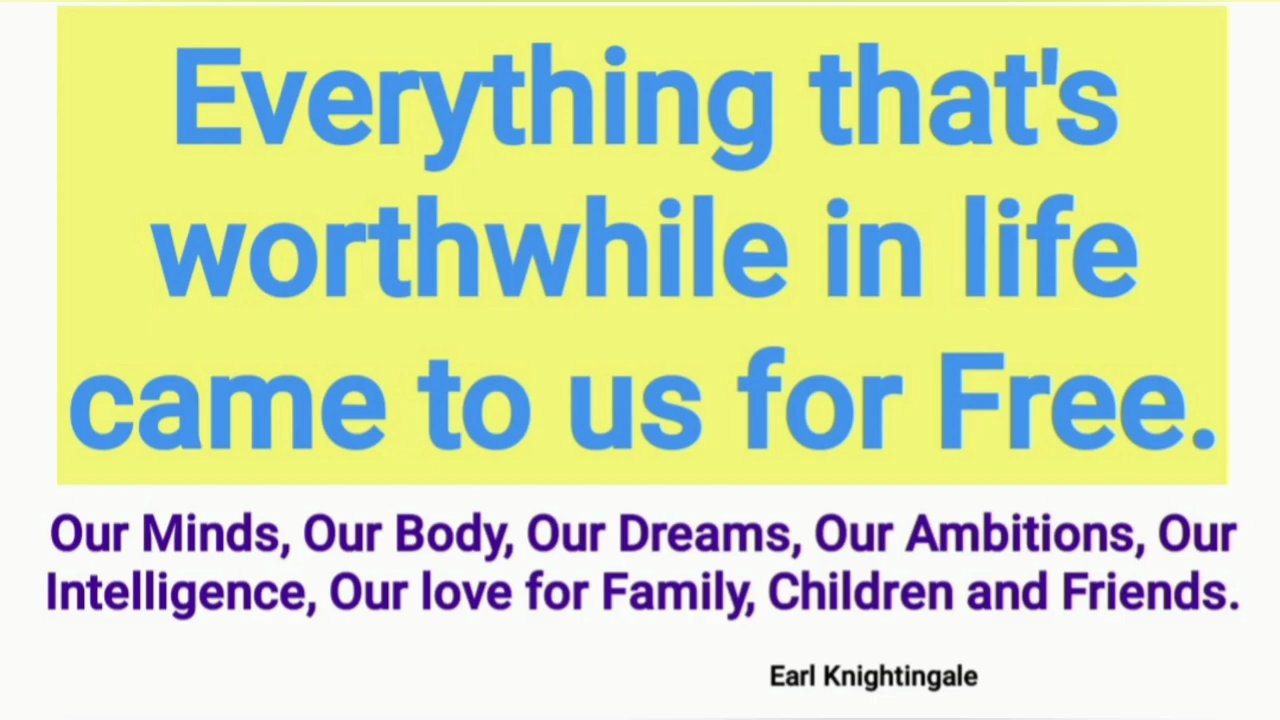 Everything that's
worthwhile in life
came to us for Free.
Our Minds, Our Body, Our Dreams, Our Ambitions, Our
Intelligence, Our love for Family, Children and Friends.
Earl Knightingale